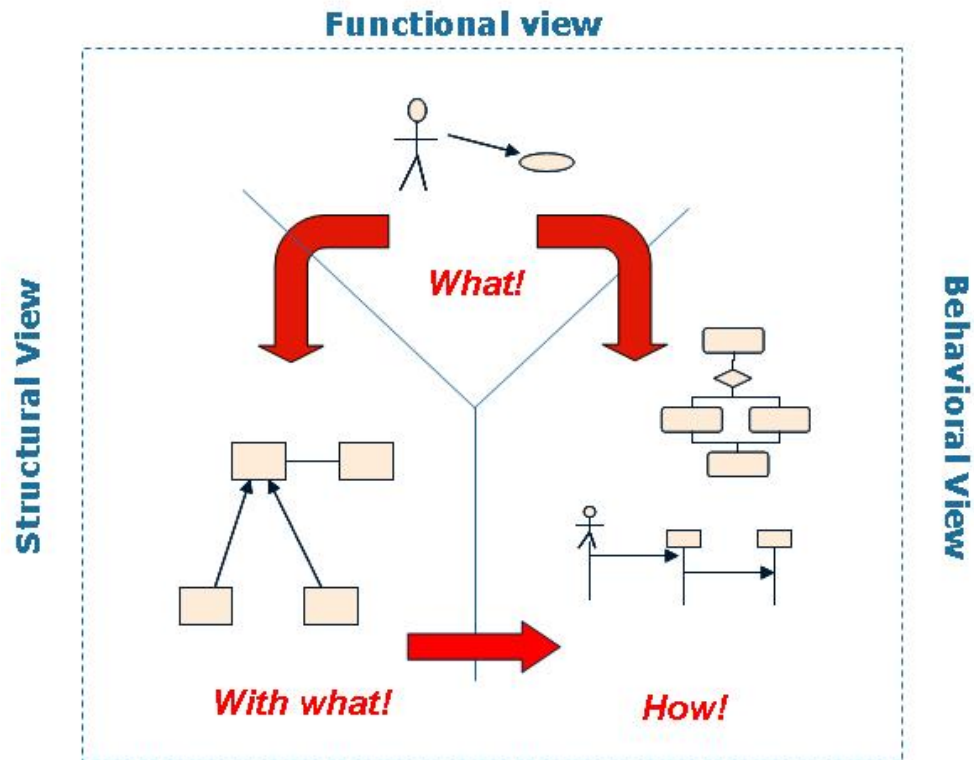 Functional view
What!
Structural View
Behavioral View
With what!
How!